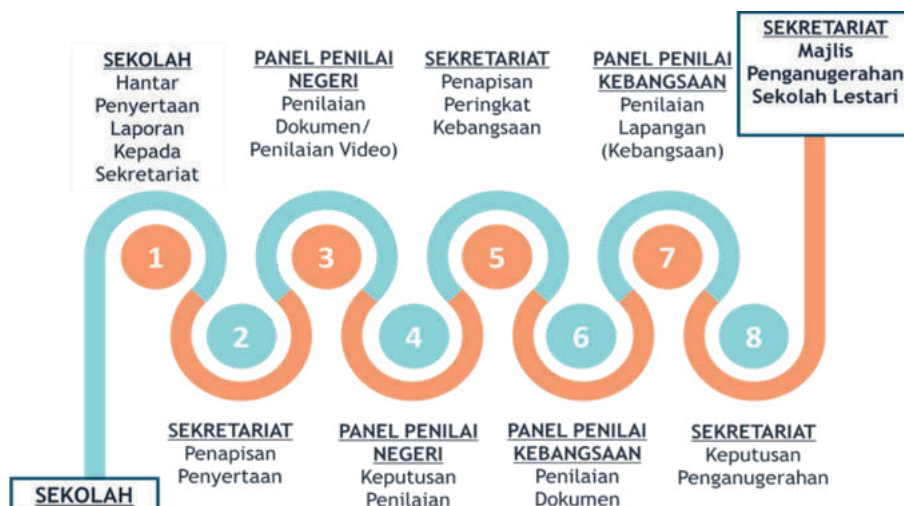 SEKOLAH
Hantar
Penyertaan
Laporan
Kepada
Sekretariat
PANEL PENILAI
NEGERI
Penilaian
Dokumen/
Penilaian Video)
SEKRETARIAT
Penapisan
Peringkat
Kebangsaan
PANEL PENILAI
KEBANGSAAN
Penilaian
Lapangan
(Kebangsaan)
SEKRETARIAT
Majlis
Penganugerahan
Sekolah Lestari
1
2
3
4
5
6
7
8
SEKRETARIAT
Penapisan
Penyertaan
PANEL PENILAI
NEGERI
Keputusan
Penilaian
PANEL PENILAI
KEBANGSAAN
Penilaian
Dokumen
SEKRETARIAT
Keputusan
Penganugerahan
SEKOLAH